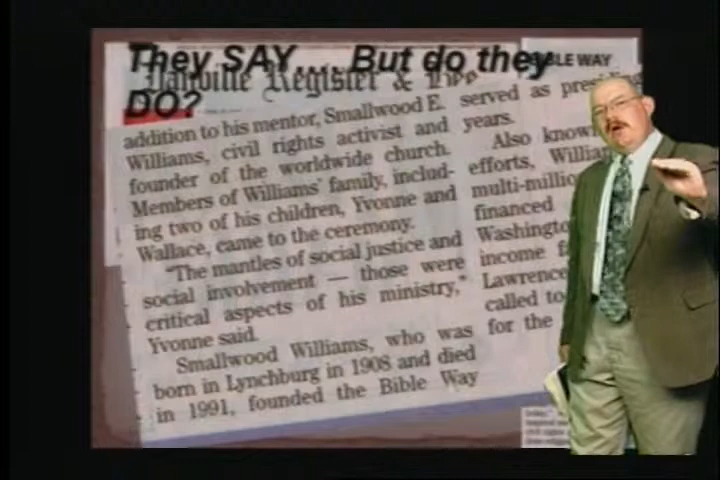 They SAY.... But do they
DO?
Danville Register & Bee
BIBLE WAY
addition to his mentor, Smallwood E.
Williams, civil rights activist and
founder of the worldwide church.
Members of Williams' family, includ-
ing two of his children, Yvonne and
Wallace, came to the ceremony.
"The mantles of social justice and
social involvement — those were
critical aspects of his ministry,"
Yvonne said.
Smallwood Williams, who was
born in Lynchburg in 1908 and died
in 1991, founded the Bible Way
served as
years.
Also know
efforts,
multi-millio
financed
Washingto
income
Lawrence
called to
for the